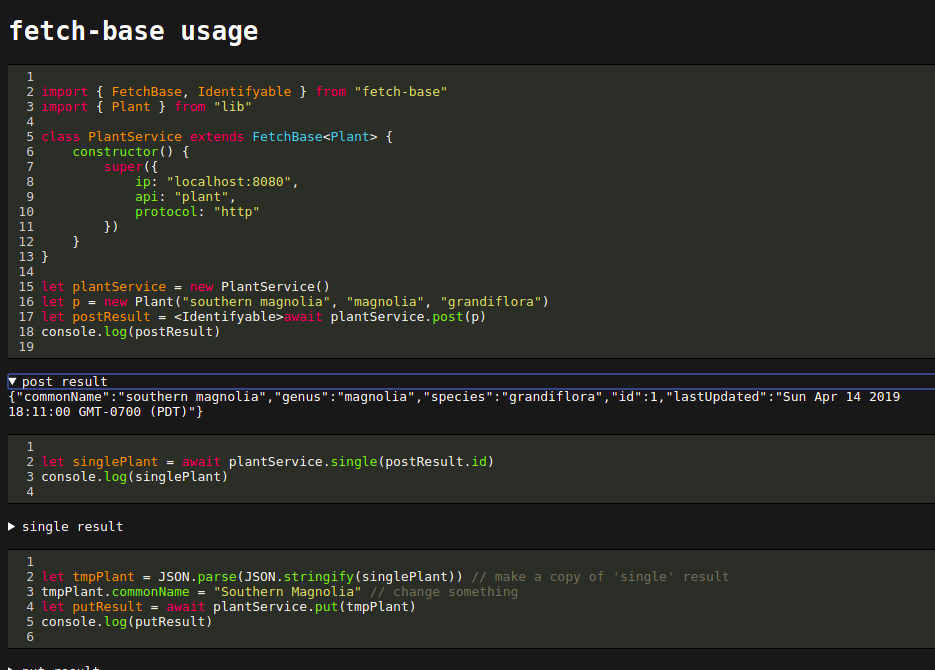 fetch-base usage
1
2 import { FetchBase, Identifyable } from "fetch-base"
3 import { Plant } from "lib"
4
5 class PlantService extends FetchBase<Plant> {
6     constructor() {
7         super({
8             ip: "localhost:8080",
9             api: "plant",
10             protocol: "http"
11         })
12     }
13 }
14
15 let plantService = new PlantService()
16 let p = new Plant("southern magnolia", "magnolia", "grandiflora")
17 let postResult = <Identifyable>await plantService.post(p)
18 console.log(postResult)
19
▼ post result
{"commonName":"southern magnolia","genus":"magnolia","species":"grandiflora","id":1,"lastUpdated":"Sun Apr 14 2019
18:11:00 GMT-0700 (PDT)"}
1
2 let singlePlant = await plantService.single(postResult.id)
3 console.log(singlePlant)
4
▶ single result
1
2 let tmpPlant = JSON.parse(JSON.stringify(singlePlant)) // make a copy of 'single' result
3 tmpPlant.commonName = "Southern Magnolia" // change something
4 let putResult = await plantService.put(tmpPlant)
5 console.log(putResult)
6
▶ put result